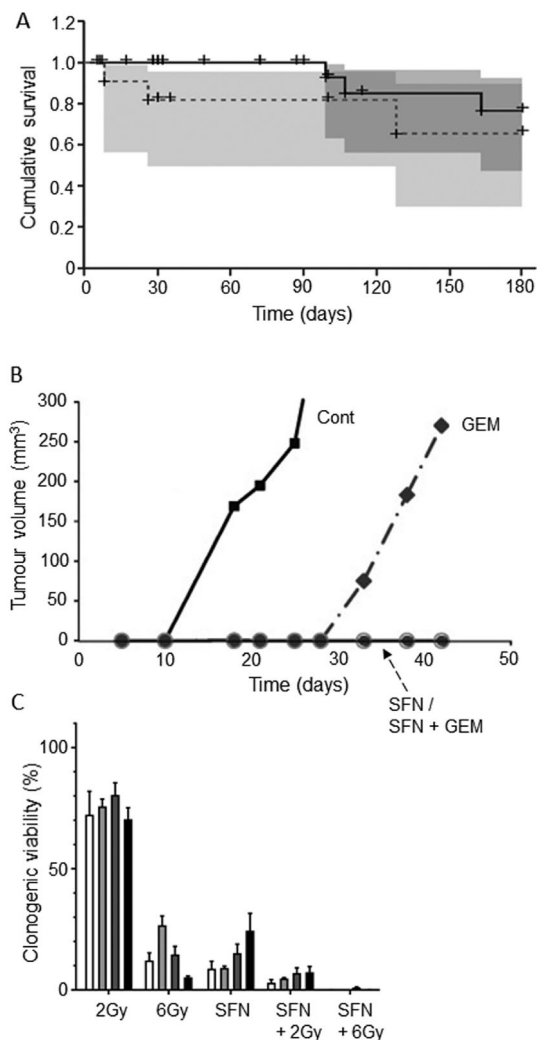 A
Cumulative survival
1.2
1.0
0.8
0.6
0.4
0.2
0
0 30 60 90 120 150 180
Time (days)
B
Tumour volume (mm³)
300
250
200
150
100
50
0
Cont
GEM
0 10 20 30 40 50
Time (days)
SFN /
SFN + GEM
C
Clonogenic viability (%)
100
50
0
2Gy 6Gy SFN SFN SFN
+ 2Gy + 6Gy